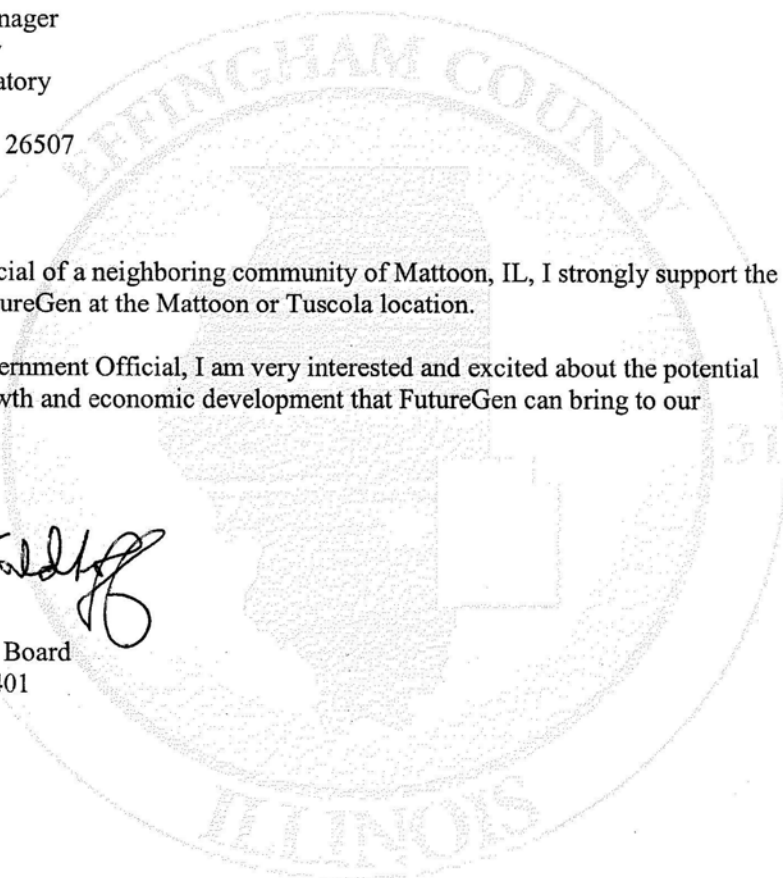 nager
atory
26507
EFFINGHAM COUNTY
cial of a neighboring community of Mattoon, IL, I strongly support the
tureGen at the Mattoon or Tuscola location.
ernment Official, I am very interested and excited about the potential
wth and economic development that FutureGen can bring to our
31
Board
401
ILLINOIS